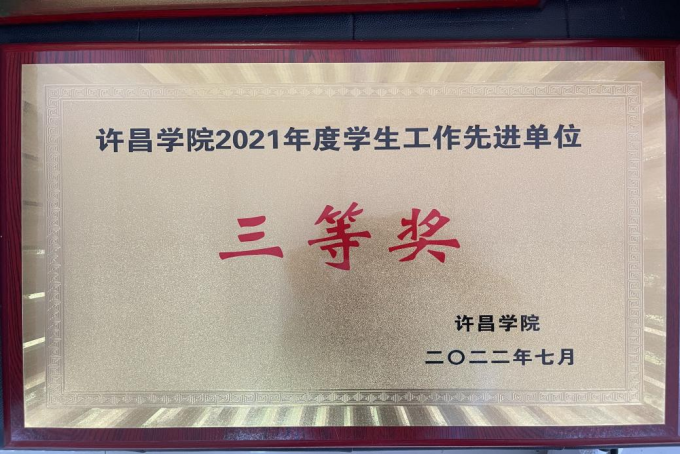 许昌学院2021年度学生工作先进单位
三等奖
许昌学院
二〇二二年七月